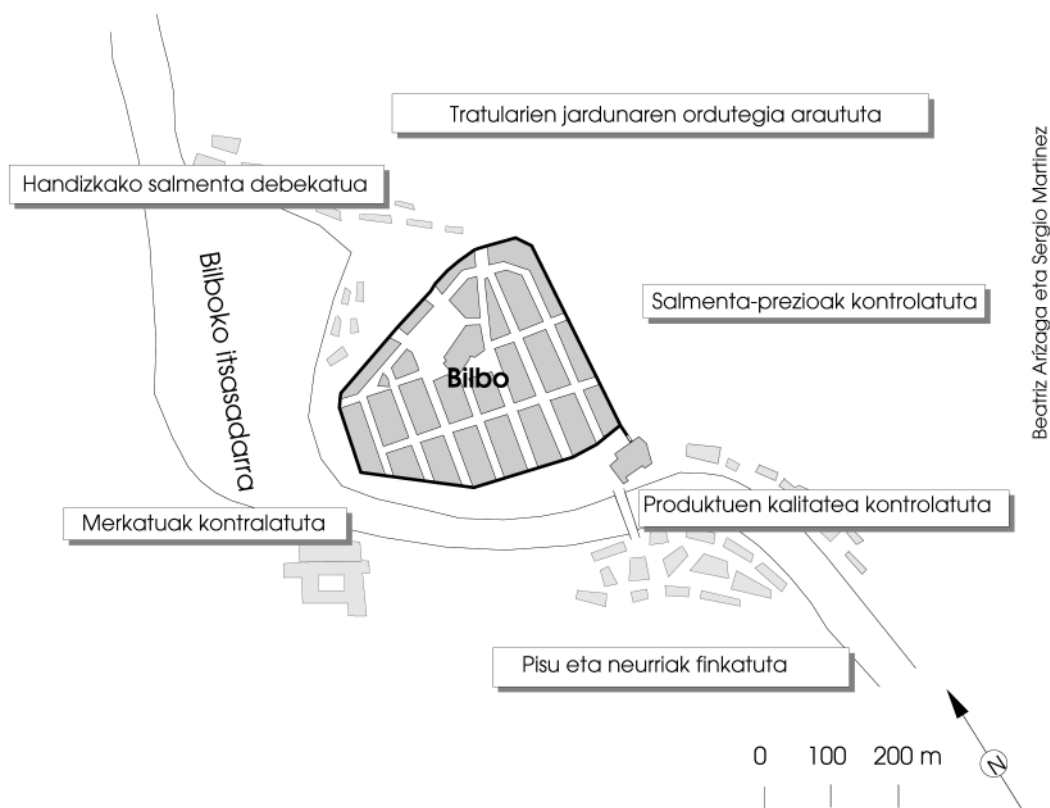 Tratularien jardunaren ordutegia araututa
Handizkako salmenta debekatua
Beatriz Arízaga eta Sergio Martinez
Bilboko itsasadarra
Salmenta-prezioak kontrolatuta
Bilbo
Produktuen kalitatea kontrolatuta
Merkatuak kontralatuta
Pisu eta neurriak finkatuta
0 100 200 m
N